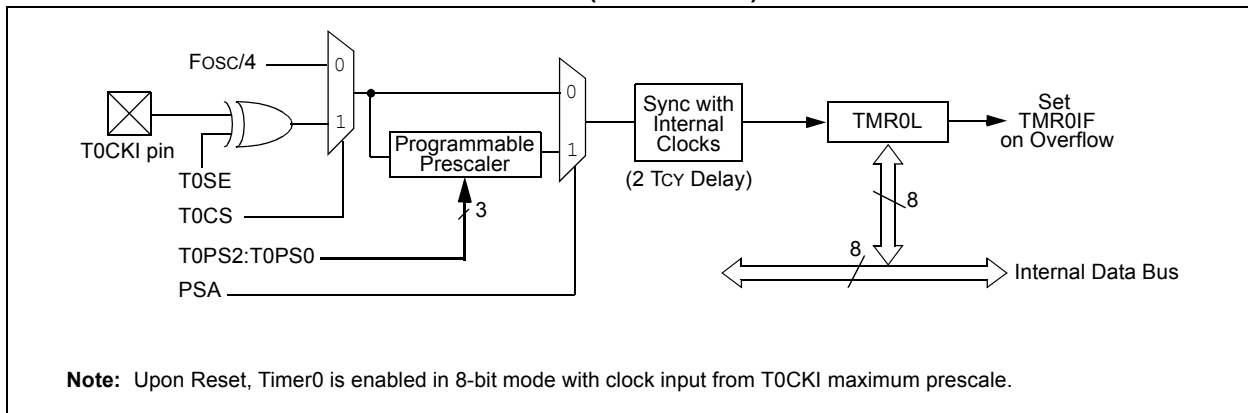 FOSC/4
0
1
T0CKI pin
T0SE
T0CS
T0PS2:T0PS0
PSA
Programmable
Prescaler
3
0
1
Sync with
Internal
Clocks
(2 TCY Delay)
TMR0L
Set
TMR0IF
on Overflow
8
8
Internal Data Bus
Note: Upon Reset, Timer0 is enabled in 8-bit mode with clock input from T0CKI maximum prescale.